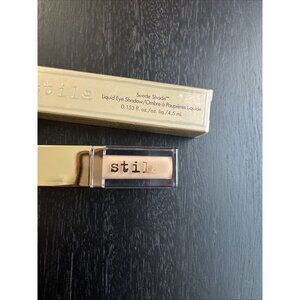 stila
Suede Shade™
Liquid Eye Shadow/Ombre à Paupières Liquide
0.153 fl. oz./oz. liq./4.5 mL
stila